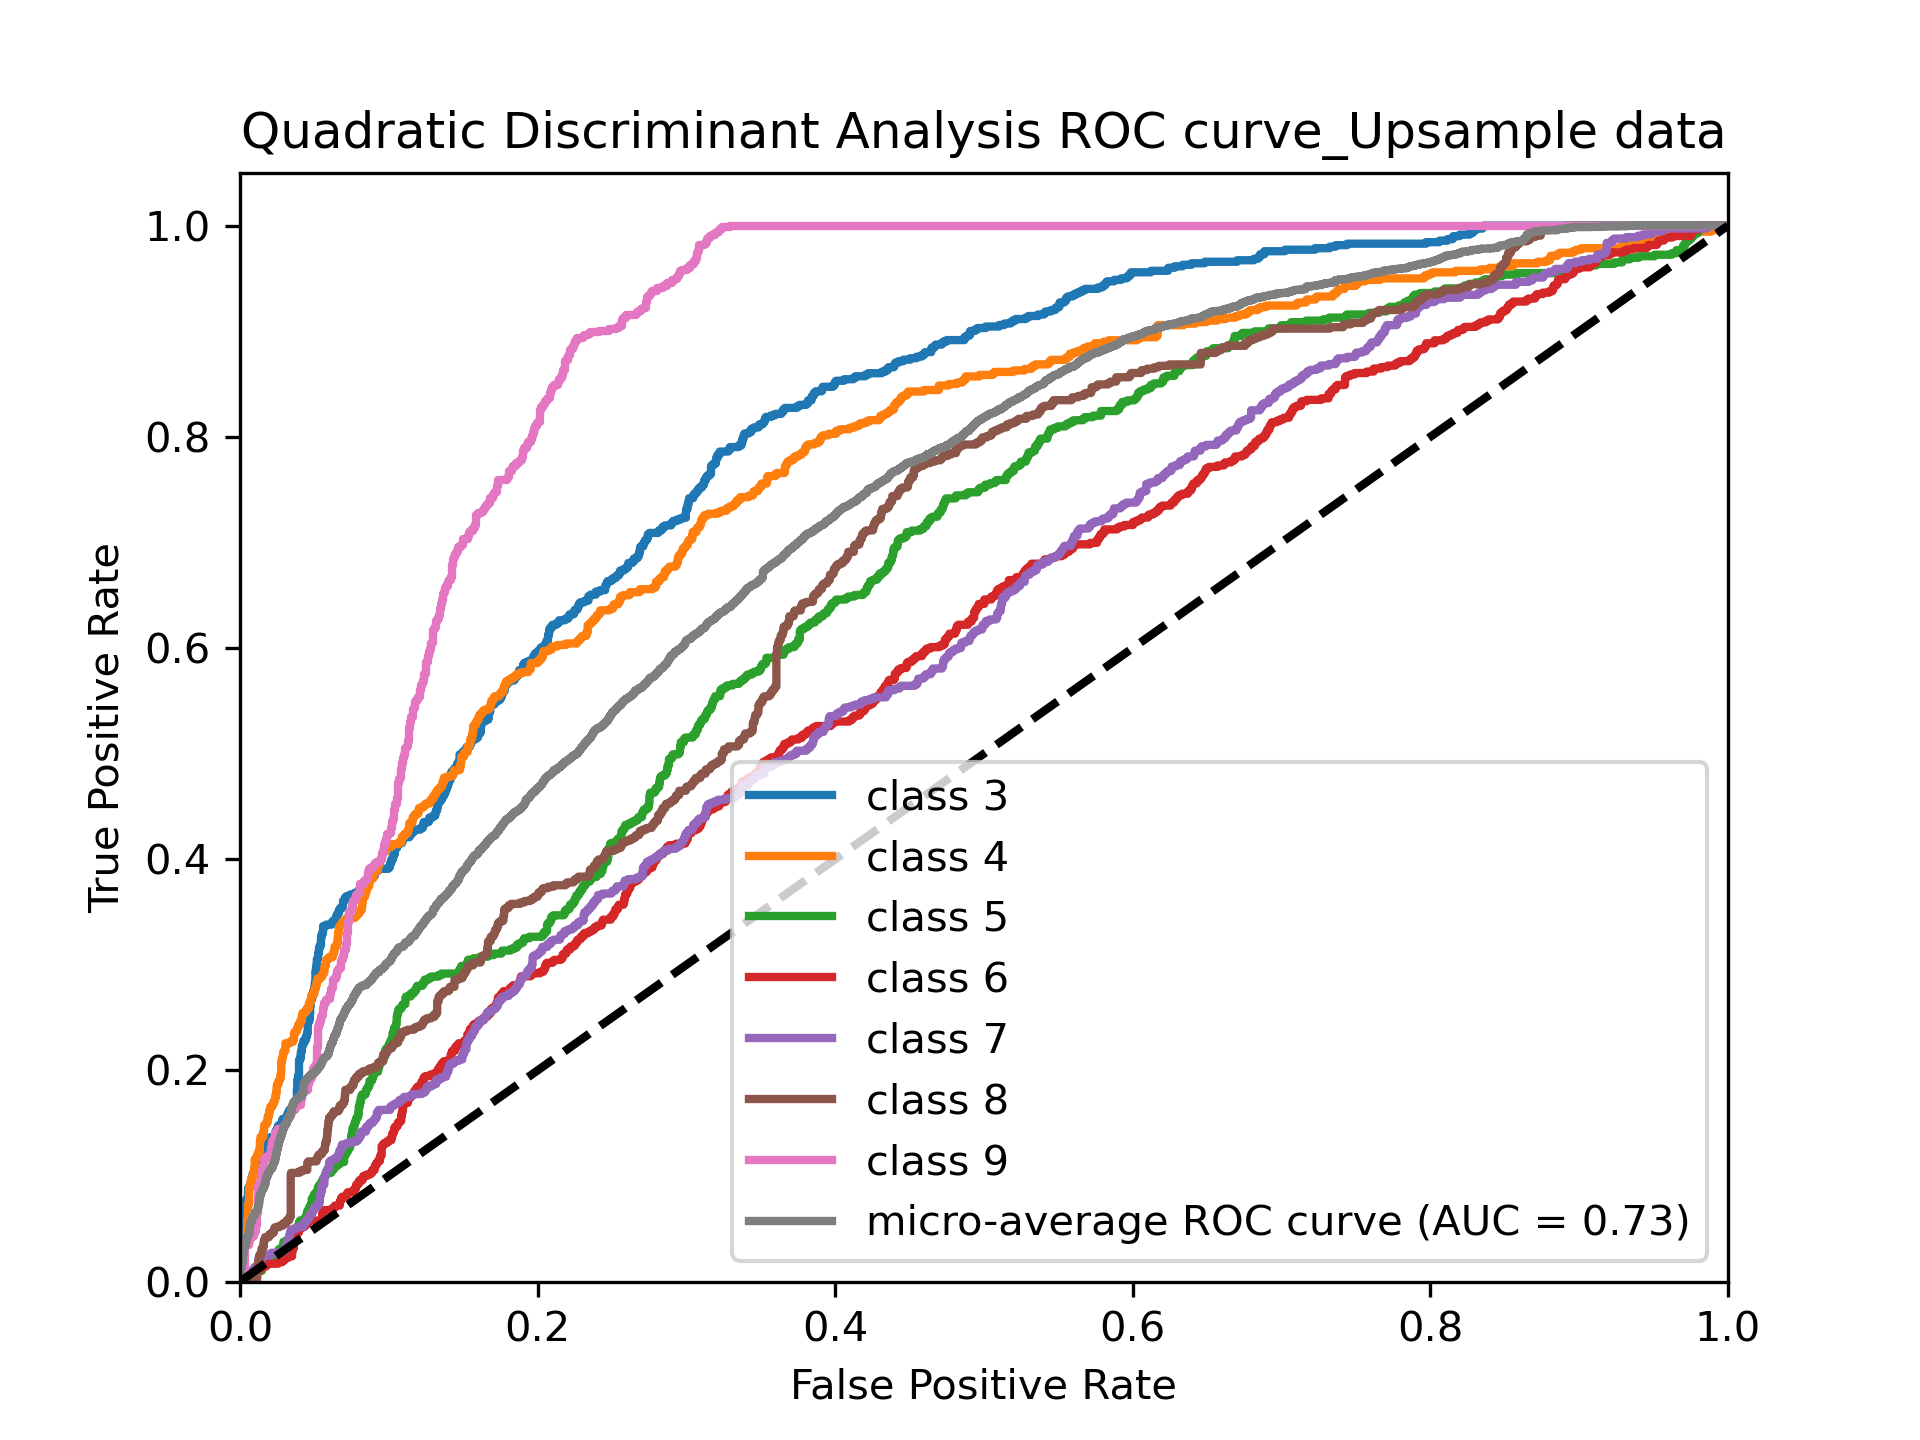 Quadratic Discriminant Analysis ROC curve_Upsample data
True Positive Rate
1.0
0.8
0.6
0.4
0.2
0.0
class 3
class 4
class 5
class 6
class 7
class 8
class 9
micro-average ROC curve (AUC = 0.73)
0.0 0.2 0.4 0.6 0.8 1.0
False Positive Rate